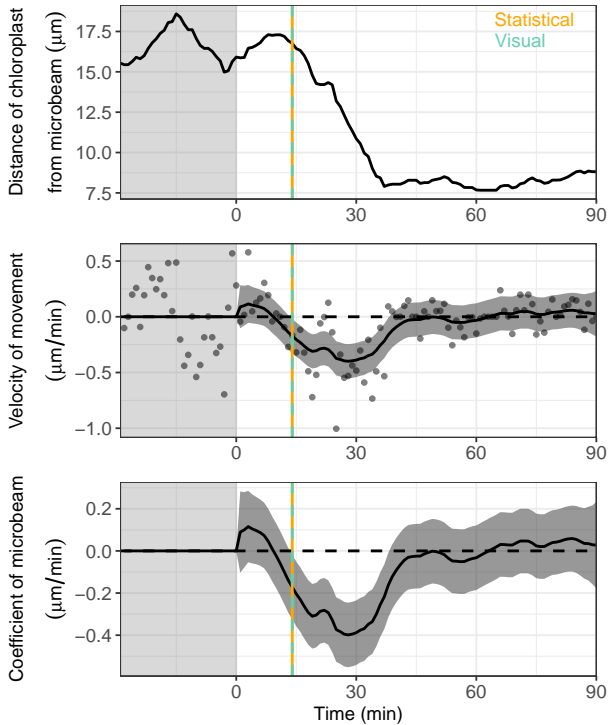 Distance of chloroplast
from microbeam (μm)
17.5
15.0
12.5
10.0
7.5
Statistical
Visual
0
30
60
90
Velocity of movement
(μm/min)
0.5
0.0
−0.5
−1.0
0
30
60
90
Coefficient of microbeam
(μm/min)
0.2
0.0
−0.2
−0.4
0
30
60
90
Time (min)